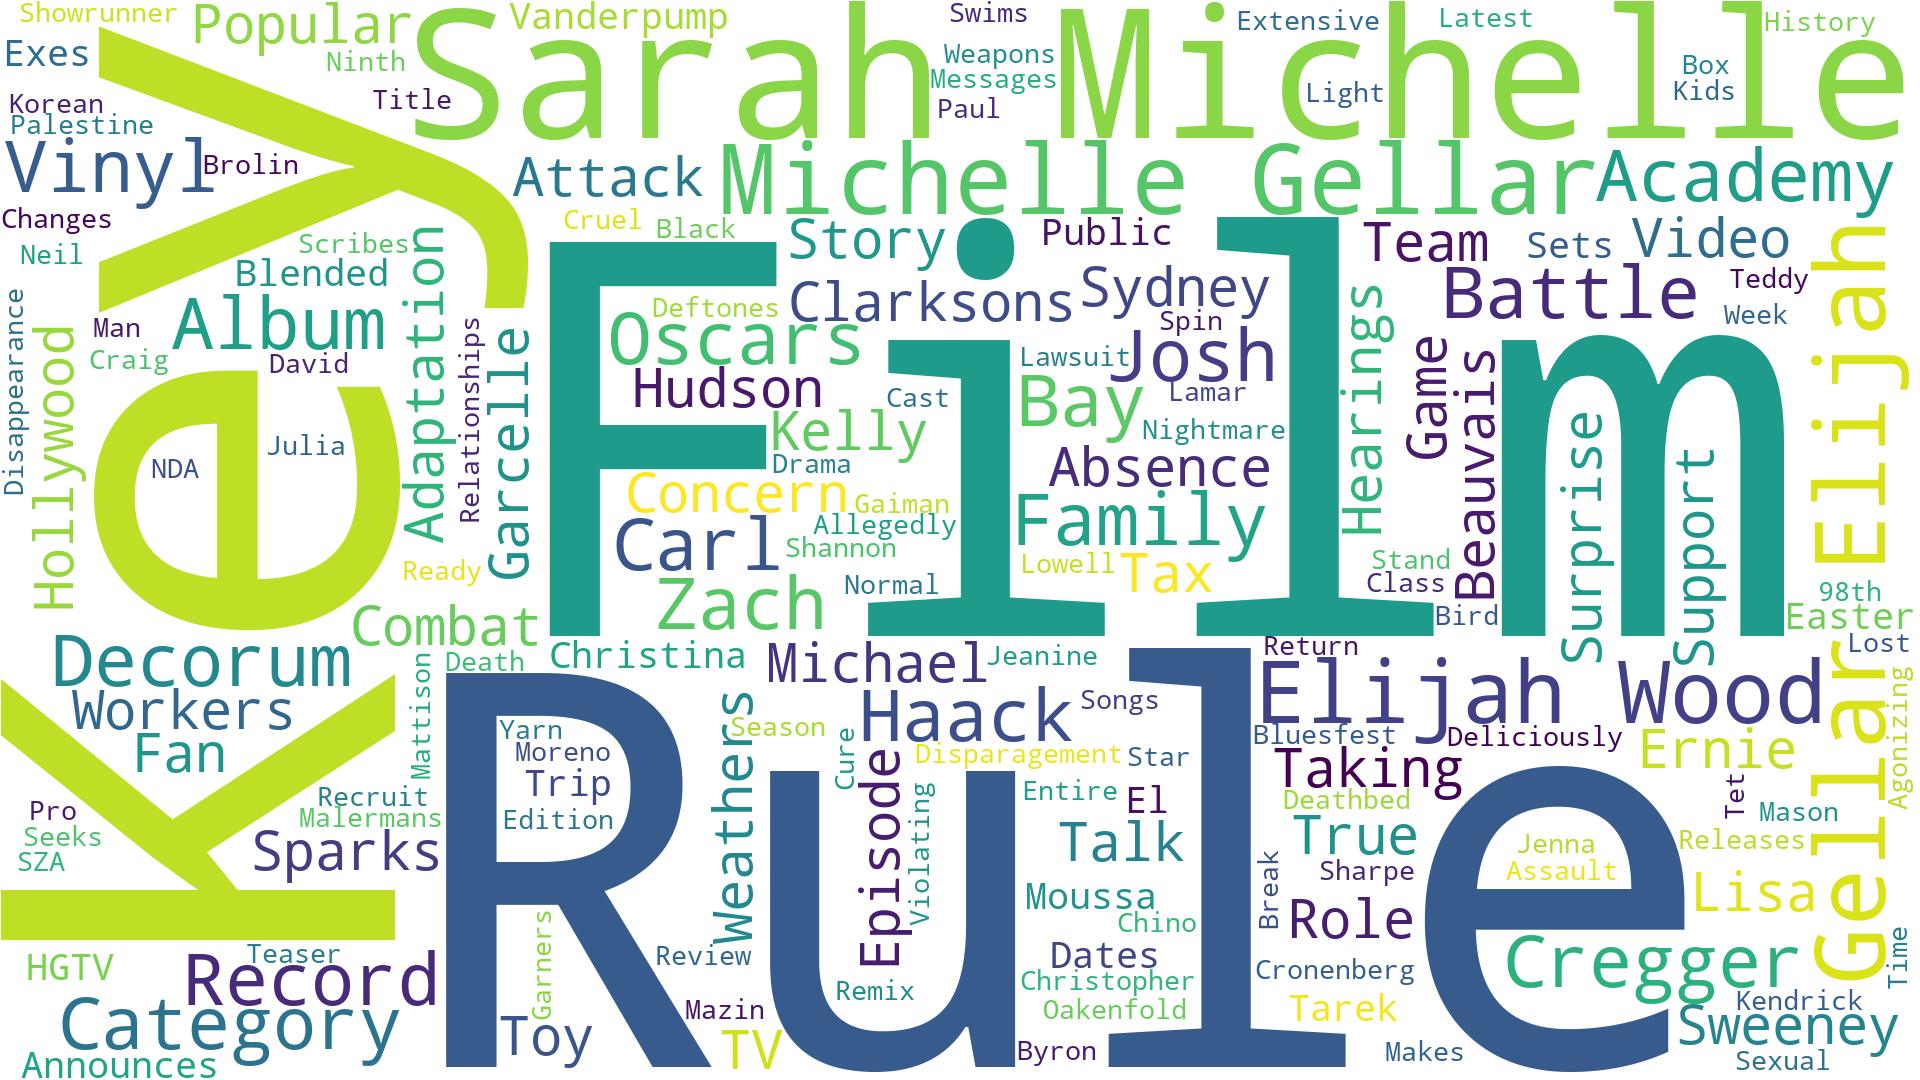 Showrunner
Popular
Vanderpump
Sarah Michelle
Swims
Extensive
Latest
History
Exes
Ninth
Weapons
Messages
Light
Box
Kids
Korean
Title
Paul
Palestine
Key
Vinyl
Brolin
Attack
Michelle Gellar
Academy
Changes
Neil
Scribes
Blended
Cruel
Black
Story
Public
Team
Sets
Video
Elijah Gellar
Disappearance
Hollywood
Man
Album
Adaptation
Film
Deftones
Clarksons
Sydney
Battle
Teddy
Week
Craig
David
Relationships
Garcelle
Oscars
Spin
Lawsuit
Josh
Hearings
Game
Beauvais
Hudson
Cast
Bay
Lamar
NDA
Julia
Kelly
Nightmare
Surprise
Support
Drama
Absence
Concern
Gaiman
Family
Carl
Allegedly
Shannon
Ready
Normal
Lowell
Tax
Stand
Class
98th
Zach
Bird
Easter
Combat
Decorum
Death
Christina
Michael
Jeanine
Return
Lost
Workers
Mattison
Rule
Weathers
Season
Haack
Songs
Elijah Wood
Agonizing
Fan
Yarn
Moreno
Cure
Disparagement
Star
Bluesfest
Deliciously
Ernie
Trip
Episode
Violating
Entire
El
Taking
Tet
Pro
Recruit
Malermans
Edition
Deathbed
Mason
Seeks
SZA
Sparks
Talk
True
Jenna
Releases
Break
Sharpe
Assault
Moussa
Chino
Role
Lisa
HGTV
Teaser
Garners
Review
Dates
Cregger
Time
Record
Christopher
Cronenberg
Remix
Category
Mazin
Oakenfold
Tarek
Kendrick
Toy
TV
Sweeney
Announces
Byron
Makes
Sexual